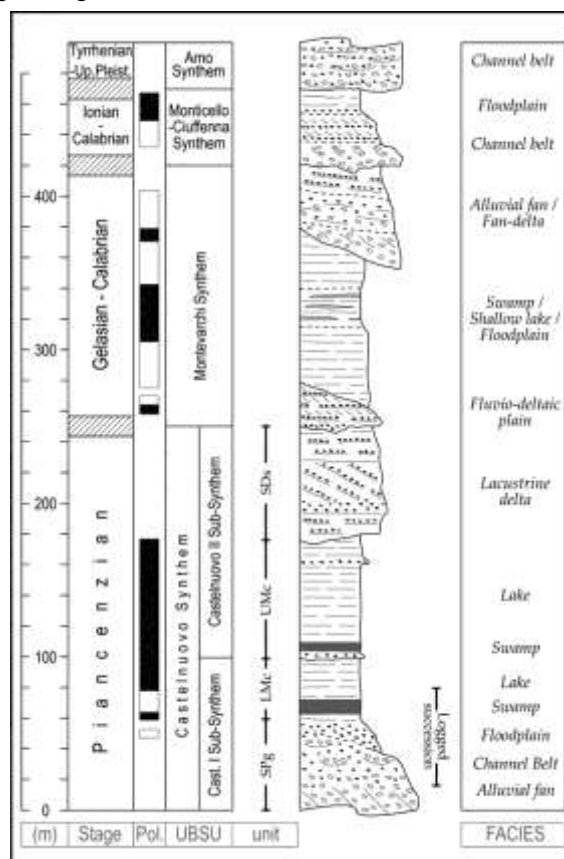 Tyrrhenian
-Up.Pleist.
Ionian
-
Calabrian
Gelasian - Calabrian
Piancenzian
Arno
Synthem
Monticello
-Ciuffenna
Synthem
Montevarchi Synthem
Castelnuovo Synthem
Castelnuovo II Sub-Synthem
Cast. I Sub-Synthem
SDs
UMc
LMc
SPg
400
300
200
100
0
Logged
succession
Channel belt
Floodplain
Channel belt
Alluvial fan /
Fan-delta
Swamp /
Shallow lake /
Floodplain
Fluvio-deltaic
plain
Lacustrine
delta
Lake
Swamp
Lake
Swamp
Floodplain
Channel Belt
Alluvial fan
(m) Stage Pol. UBSU unit FACIES